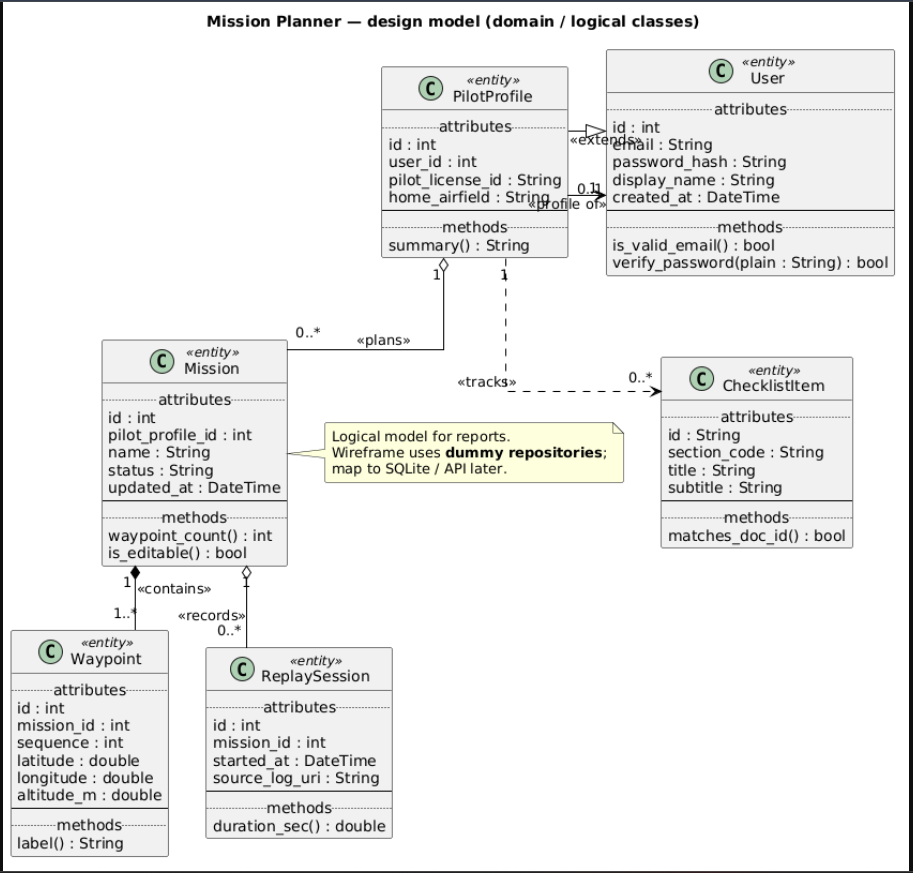 Mission Planner — design model (domain / logical classes)
C
«entity»
PilotProfile
attributes
id : int
user_id : int
pilot_license_id : String
home_airfield : String
methods
summary() : String
«extends»
0..1
1
«profile of»
C
«entity»
User
attributes
id : int
email : String
password_hash : String
display_name : String
created_at : DateTime
methods
is_valid_email() : bool
verify_password(plain : String) : bool
1
1
0..*
«plans»
«tracks»
0..*
C
«entity»
Mission
attributes
id : int
pilot_profile_id : int
name : String
status : String
updated_at : DateTime
methods
waypoint_count() : int
is_editable() : bool
Logical model for reports.
Wireframe uses dummy repositories;
map to SQLite / API later.
C
«entity»
ChecklistItem
attributes
id : String
section_code : String
title : String
subtitle : String
methods
matches_doc_id() : bool
1
«contains»
1..*
1
«records»
0..*
C
«entity»
Waypoint
attributes
id : int
mission_id : int
sequence : int
latitude : double
longitude : double
altitude_m : double
methods
label() : String
C
«entity»
ReplaySession
attributes
id : int
mission_id : int
started_at : DateTime
source_log_uri : String
methods
duration_sec() : double